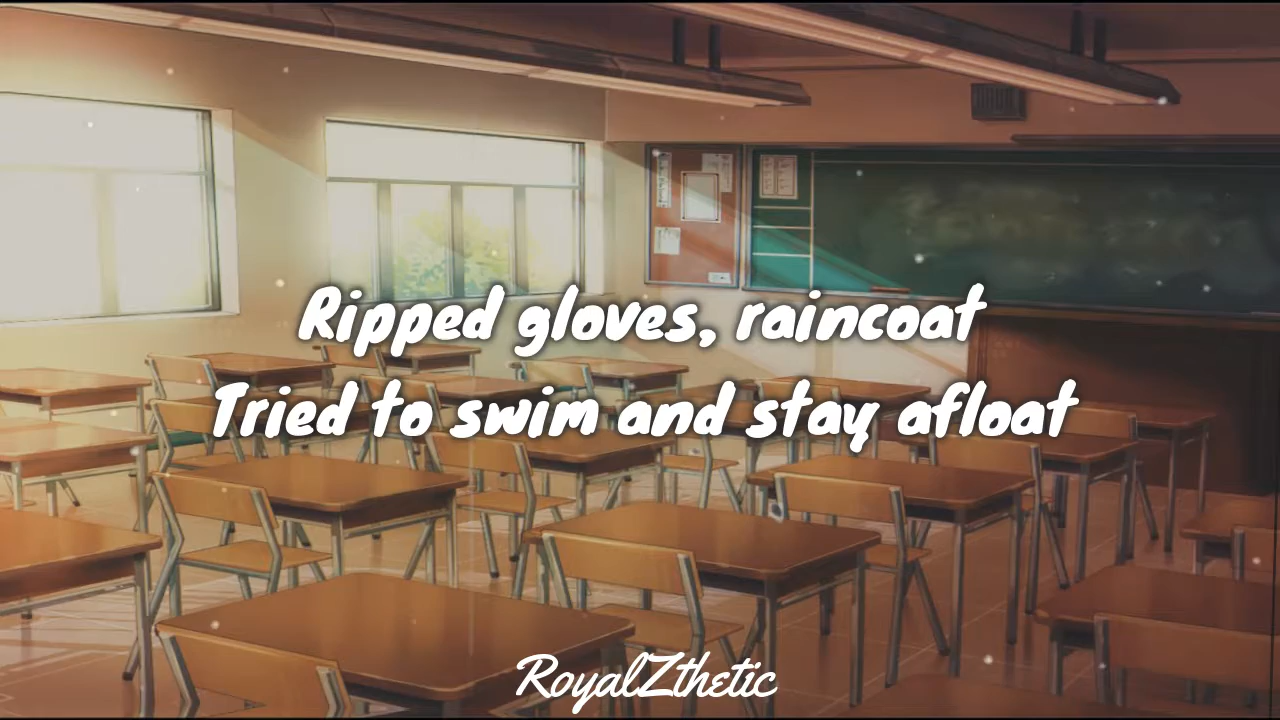 Ripped gloves, raincoat
Tried to swim and stay afloat
RoyalZthetic